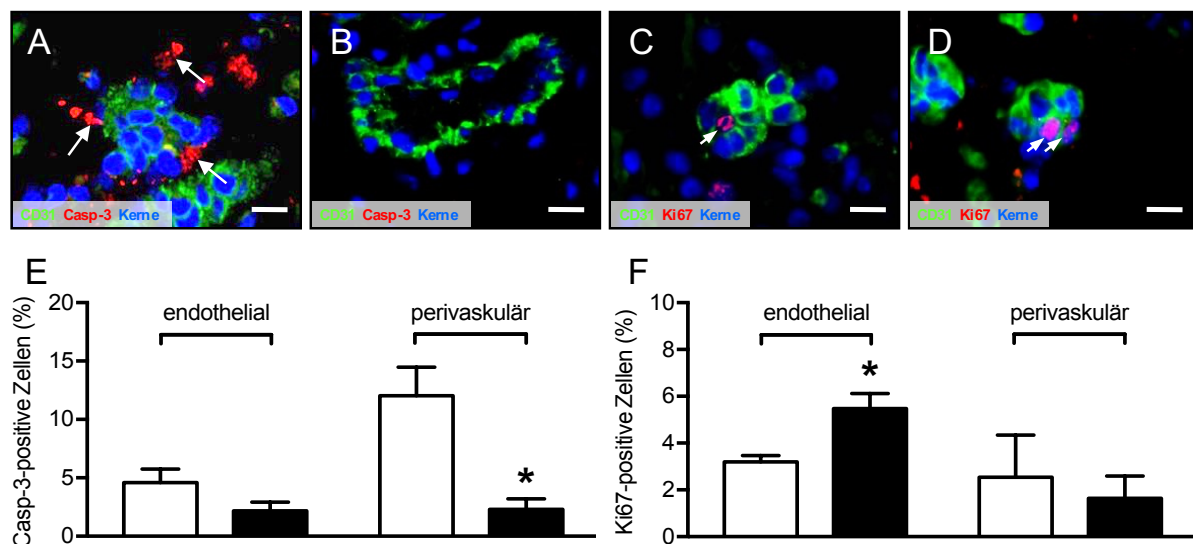 A
B
C
D
CD31 Casp-3 Kerne
CD31 Casp-3 Kerne
CD31 Ki67 Kerne
CD31 Ki67 Kerne
E
Casp-3-positive Zellen (%)
20
15
10
5
0
endothelial
perivaskulär
*
F
Ki67-positive Zellen (%)
10
8
6
4
2
0
endothelial
perivaskulär
*